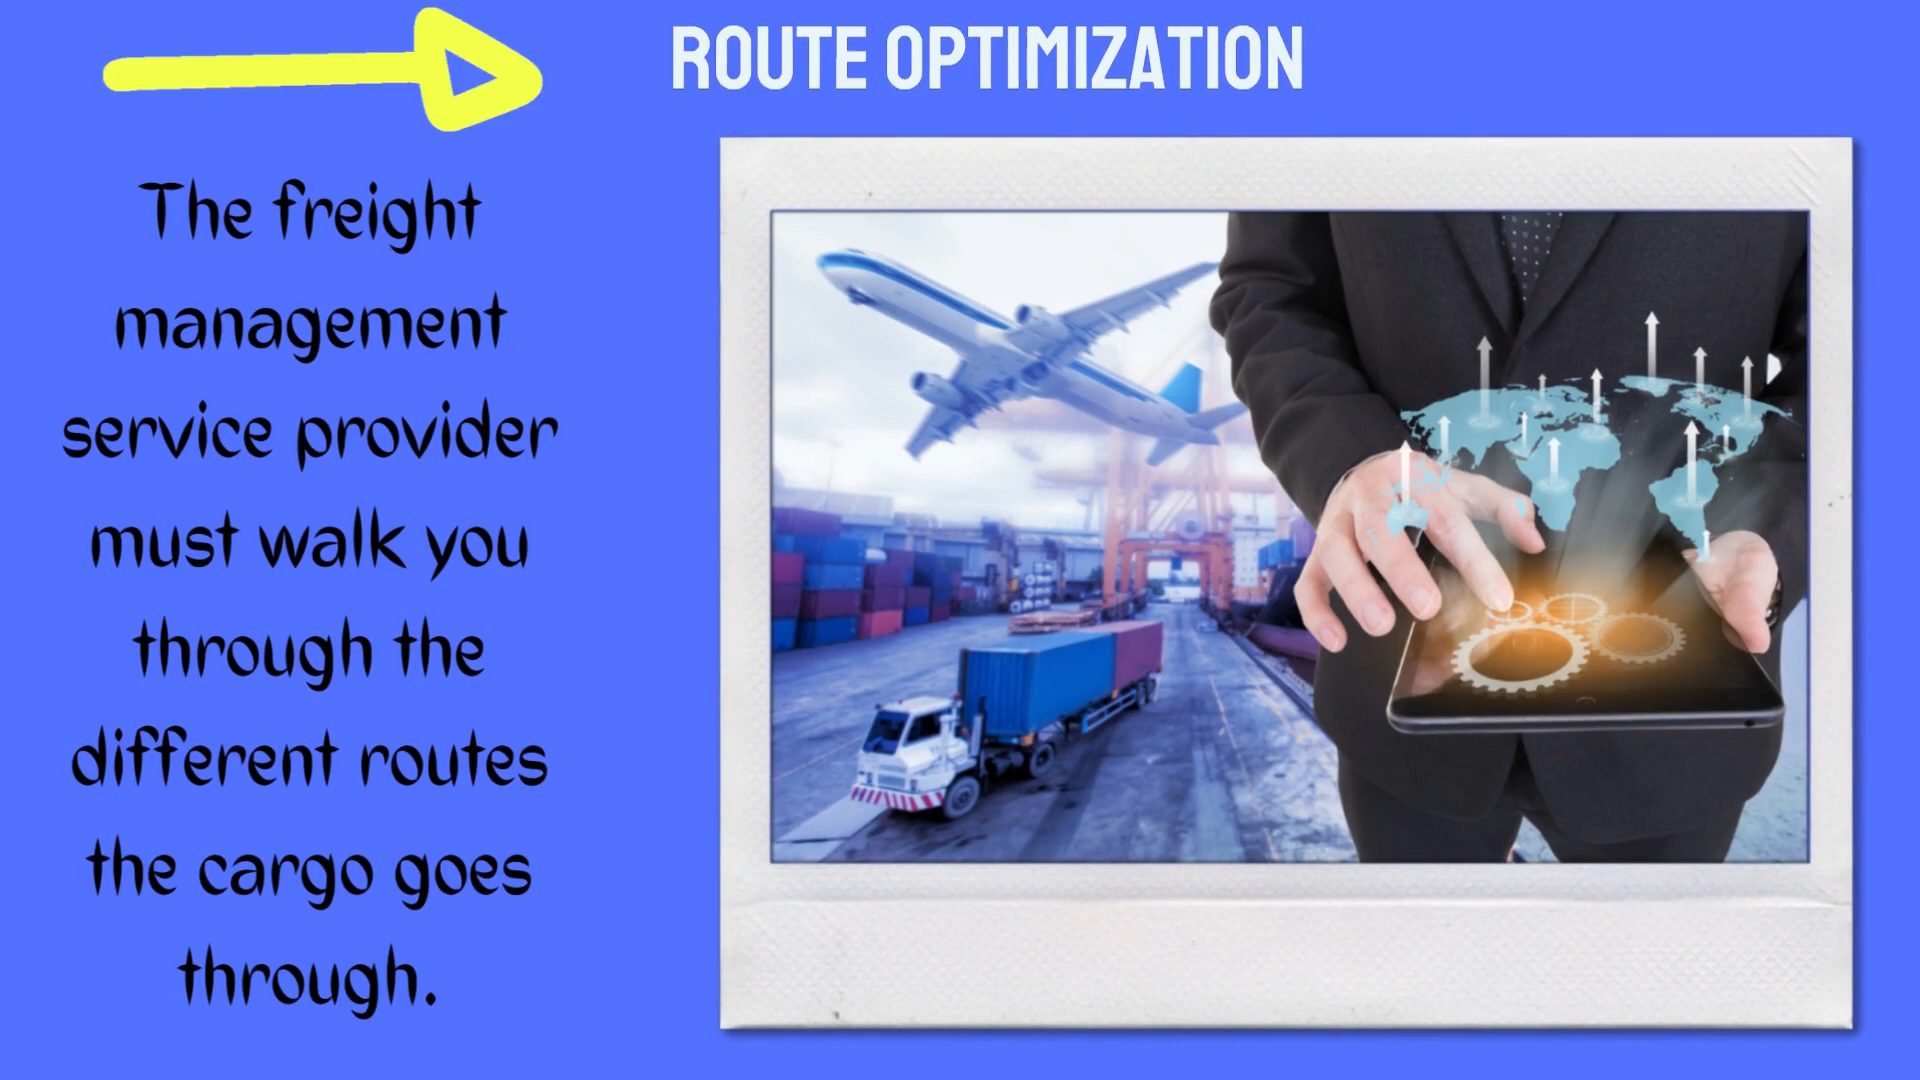 ROUTE OPTIMIZATION
The freight
management
service provider
must walk you
through the
different routes
the cargo goes
through.